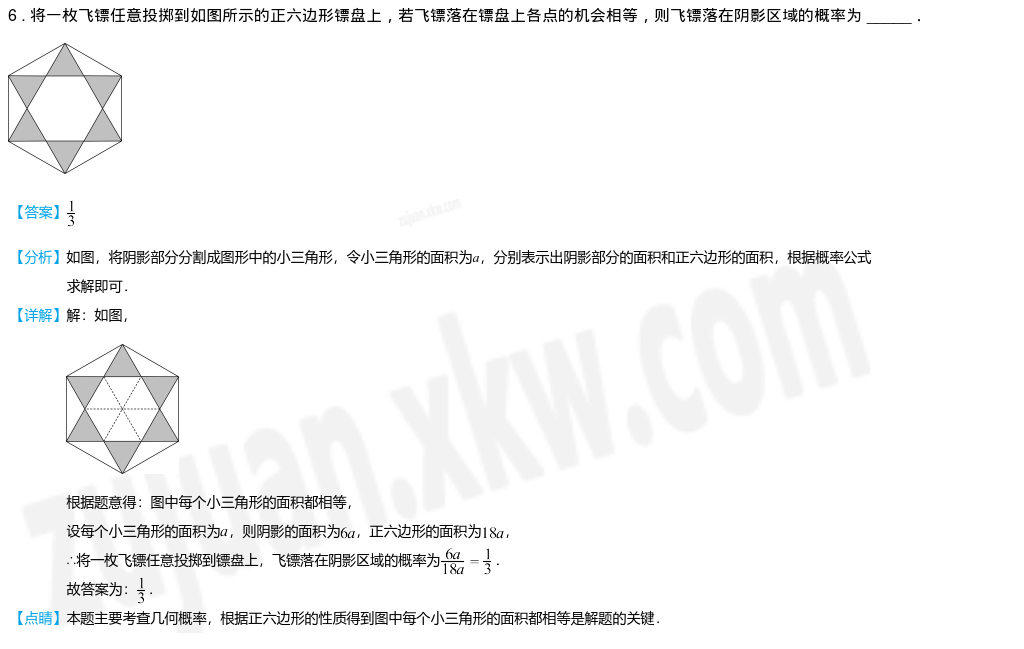 6 . 将一枚飞镖任意投掷到如图所示的正六边形镖盘上，若飞镖落在镖盘上各点的机会相等，则飞镖落在阴影区域的概率为 ______ .
【答案】1/3
zujuan.xkw.com
【分析】如图，将阴影部分分割成图形中的小三角形，令小三角形的面积为a，分别表示出阴影部分的面积和正六边形的面积，根据概率公式
求解即可．
【详解】解：如图，
zujuan.xkw.com
根据题意得：图中每个小三角形的面积都相等，
设每个小三角形的面积为a，则阴影的面积为6a，正六边形的面积为18a，
∴将一枚飞镖任意投掷到镖盘上，飞镖落在阴影区域的概率为6a/18a = 1/3．
故答案为：1/3．
【点睛】本题主要考查几何概率，根据正六边形的性质得到图中每个小三角形的面积都相等是解题的关键．